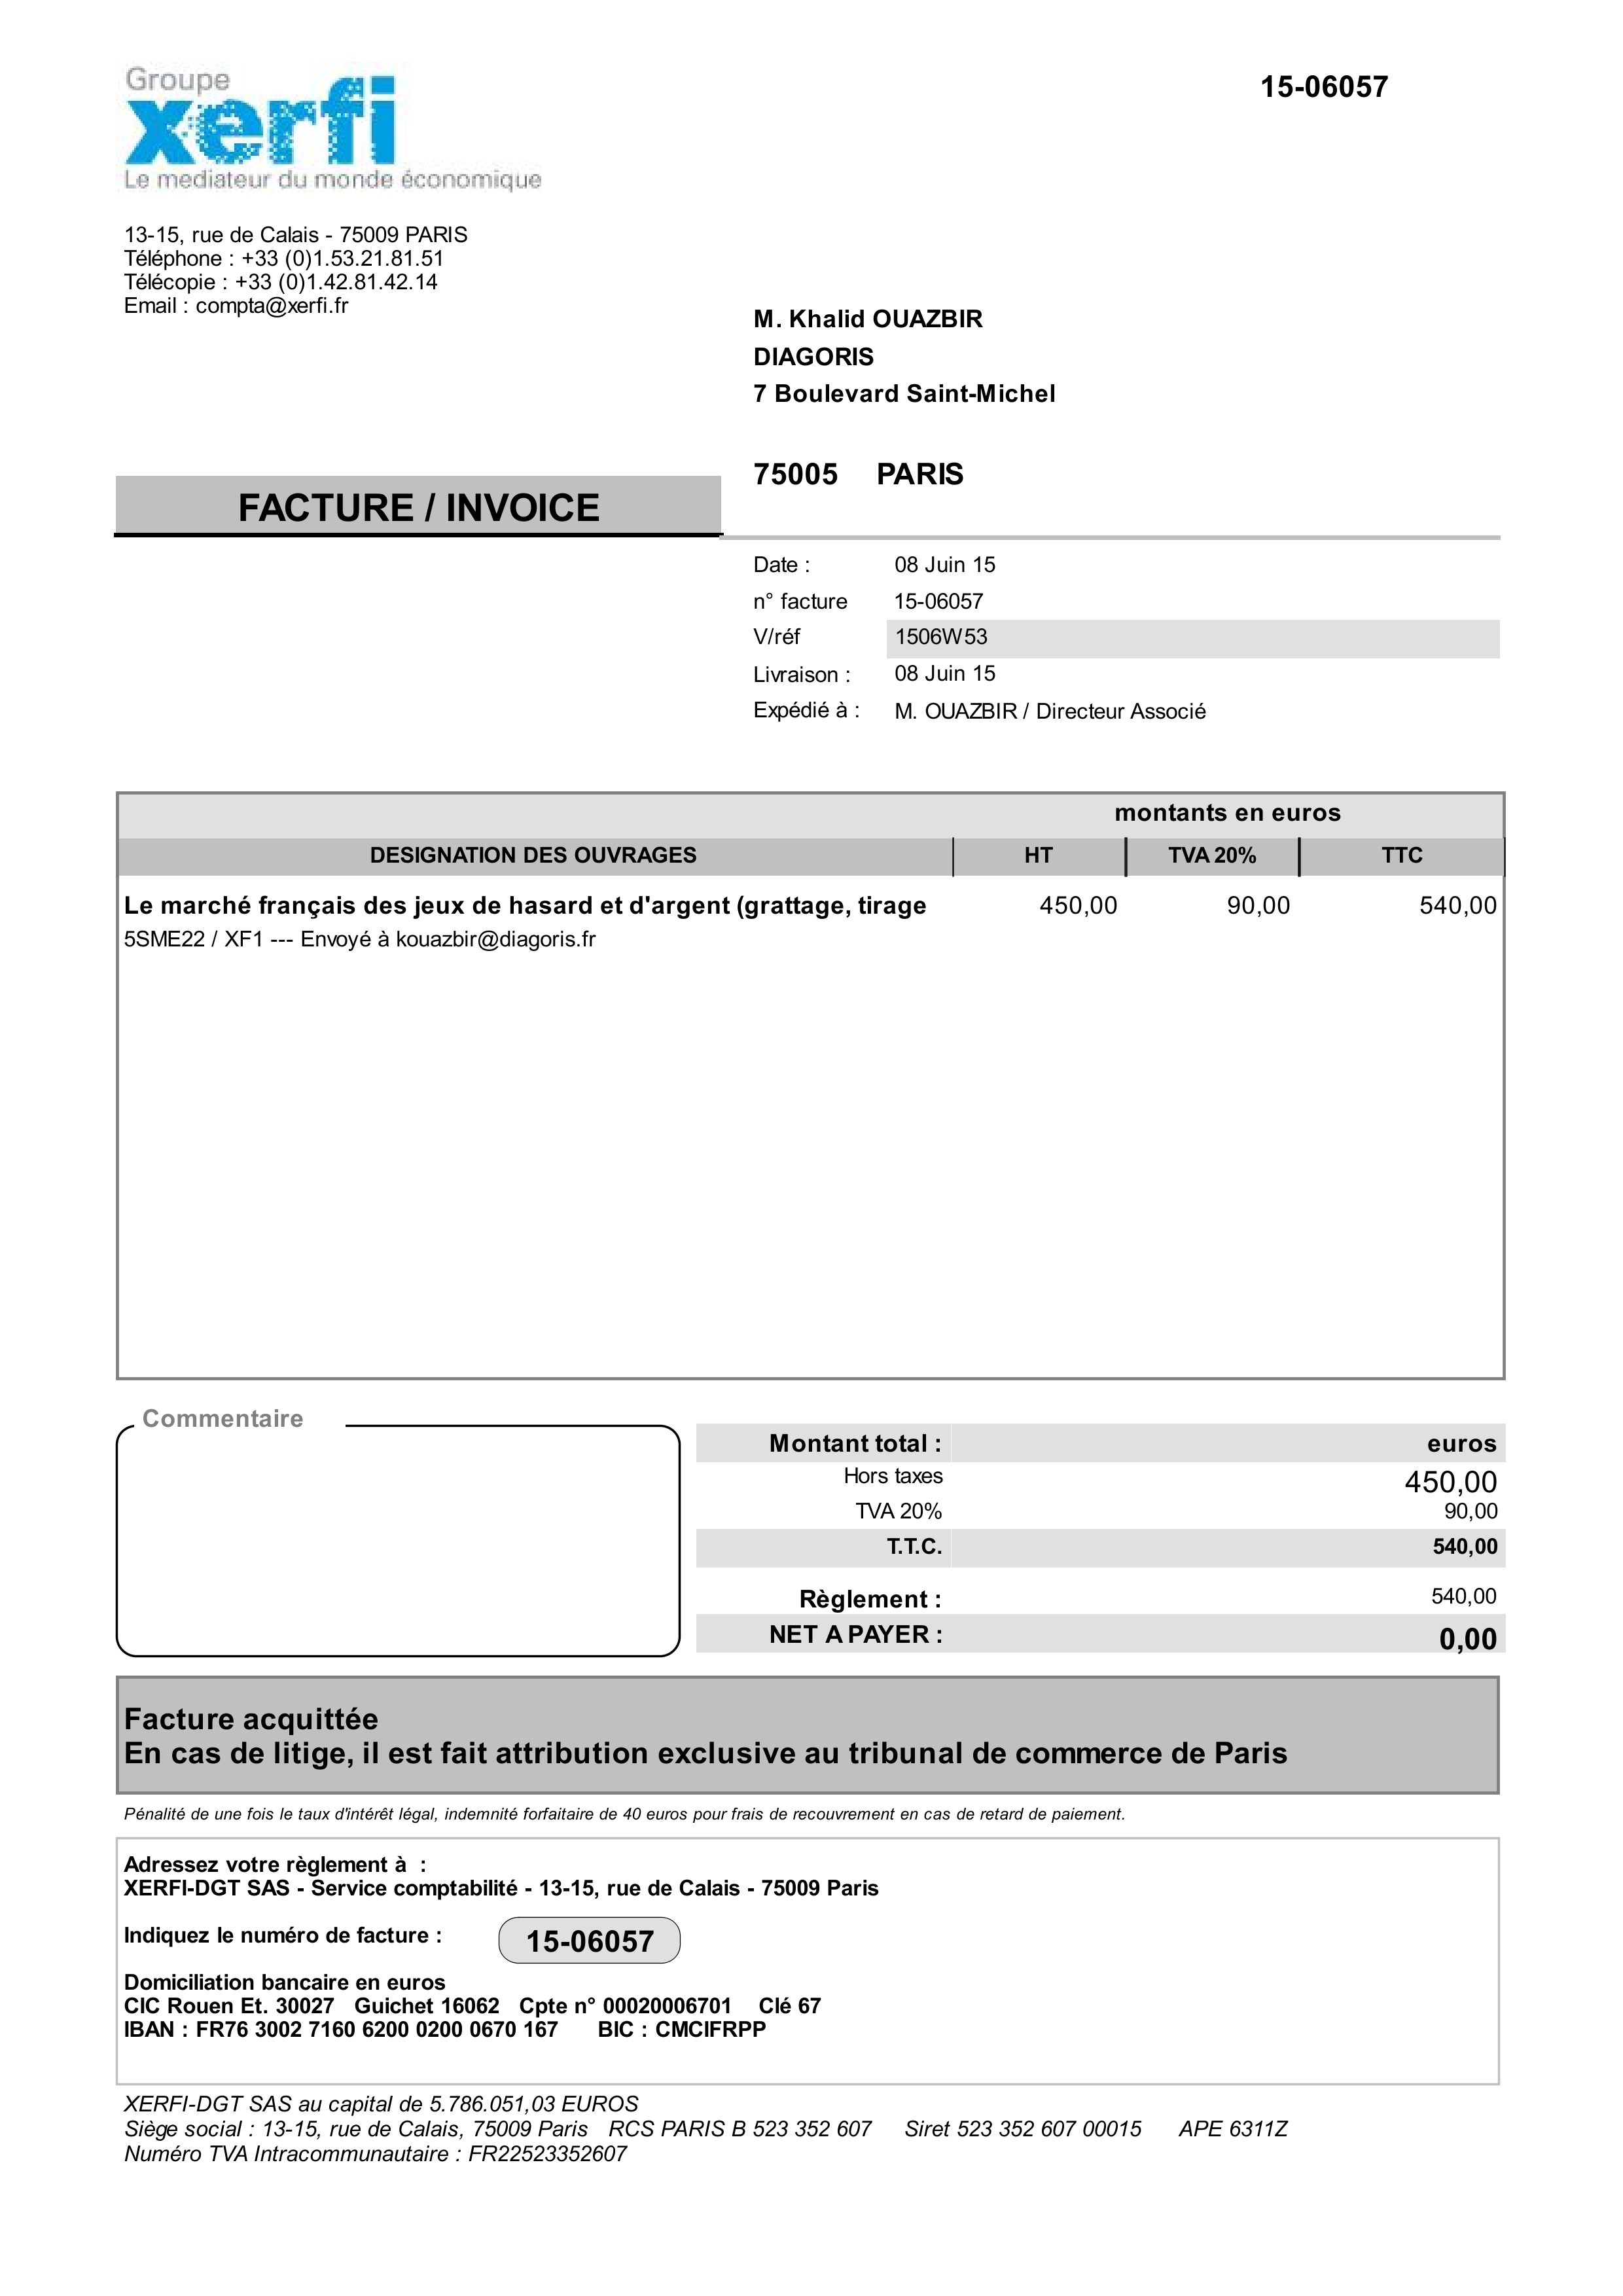 Groupe
xerfi
Le mediateur du monde économique
15-06057
13-15, rue de Calais - 75009 PARIS
Téléphone : +33 (0)1.53.21.81.51
Télécopie : +33 (0)1.42.81.42.14
Email : compta@xerfi.fr
M. Khalid OUAZBIR
DIAGORIS
7 Boulevard Saint-Michel
75005 PARIS
FACTURE / INVOICE
Date : 08 Juin 15
n° facture 15-06057
V/réf 1506W53
Livraison : 08 Juin 15
Expédié à : M. OUAZBIR / Directeur Associé
montants en euros
DESIGNATION DES OUVRAGES HT TVA 20% TTC
Le marché français des jeux de hasard et d'argent (grattage, tirage 450,00 90,00 540,00
5SME22 / XF1 --- Envoyé à kouazbir@diagoris.fr
Commentaire
Montant total : euros
Hors taxes 450,00
TVA 20% 90,00
T.T.C. 540,00
Règlement : 540,00
NET A PAYER : 0,00
Facture acquittée
En cas de litige, il est fait attribution exclusive au tribunal de commerce de Paris
Pénalité de une fois le taux d'intérêt légal, indemnité forfaitaire de 40 euros pour frais de recouvrement en cas de retard de paiement.
Adressez votre règlement à :
XERFI-DGT SAS - Service comptabilité - 13-15, rue de Calais - 75009 Paris
Indiquez le numéro de facture : 15-06057
Domiciliation bancaire en euros
CIC Rouen Et. 30027 Guichet 16062 Cpte n° 00020006701 Clé 67
IBAN : FR76 3002 7160 6200 0200 0670 167 BIC : CMCIFRPP
XERFI-DGT SAS au capital de 5.786.051,03 EUROS
Siège social : 13-15, rue de Calais, 75009 Paris RCS PARIS B 523 352 607 Siret 523 352 607 00015 APE 6311Z
Numéro TVA Intracommunautaire : FR22523352607